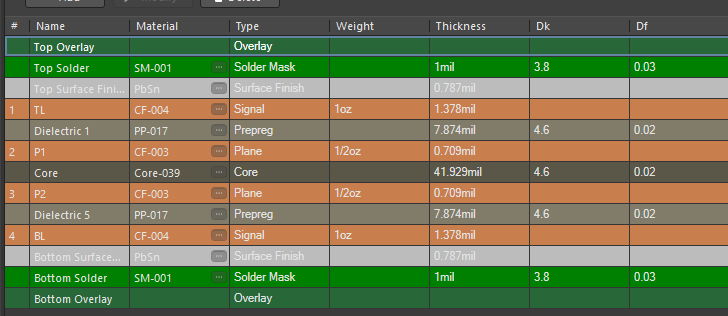 # Name Material Type Weight Thickness Dk Df
Top Overlay Overlay
Top Solder SM-001 ... Solder Mask 1mil 3.8 0.03
Top Surface Fini... PbSn ... Surface Finish 0.787mil
1 TL CF-004 ... Signal 1oz 1.378mil
Dielectric 1 PP-017 ... Prepreg 7.874mil 4.6 0.02
2 P1 CF-003 ... Plane 1/2oz 0.709mil
Core Core-039 ... Core 41.929mil 4.6 0.02
3 P2 CF-003 ... Plane 1/2oz 0.709mil
Dielectric 5 PP-017 ... Prepreg 7.874mil 4.6 0.02
4 BL CF-004 ... Signal 1oz 1.378mil
Bottom Surface... PbSn ... Surface Finish 0.787mil
Bottom Solder SM-001 ... Solder Mask 1mil 3.8 0.03
Bottom Overlay Overlay